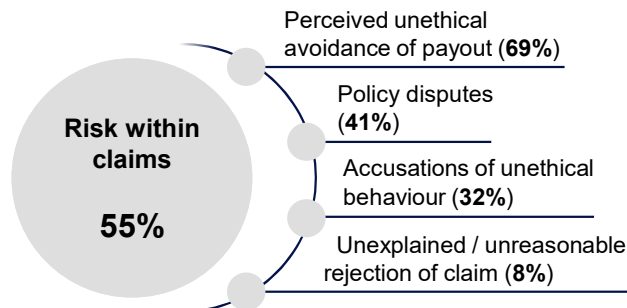 Risk within
claims
55%
Perceived unethical
avoidance of payout (69%)
Policy disputes
(41%)
Accusations of unethical
behaviour (32%)
Unexplained / unreasonable
rejection of claim (8%)